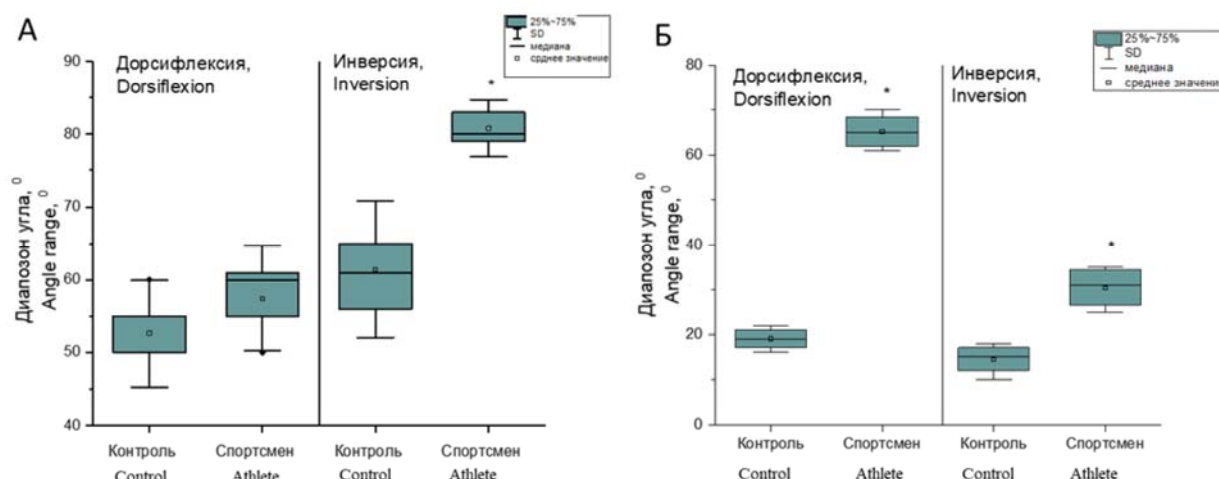 А
25%~75%
SD
медиана
срднее значение
Дорсифлексия,
Dorsiflexion
Инверсия,
Inversion
*
Диапозон угла, 0
Angle range, 0
90
80
70
60
50
40
Контроль
Control
Спортсмен
Athlete
Контроль
Control
Спортсмен
Athlete
Б
25%~75%
SD
медиана
среднее значение
Дорсифлексия,
Dorsiflexion
Инверсия,
Inversion
*
*
Диапозон угла, 0
Angle range, 0
80
60
40
20
0
Контроль
Control
Спортсмен
Athlete
Контроль
Control
Спортсмен
Athlete